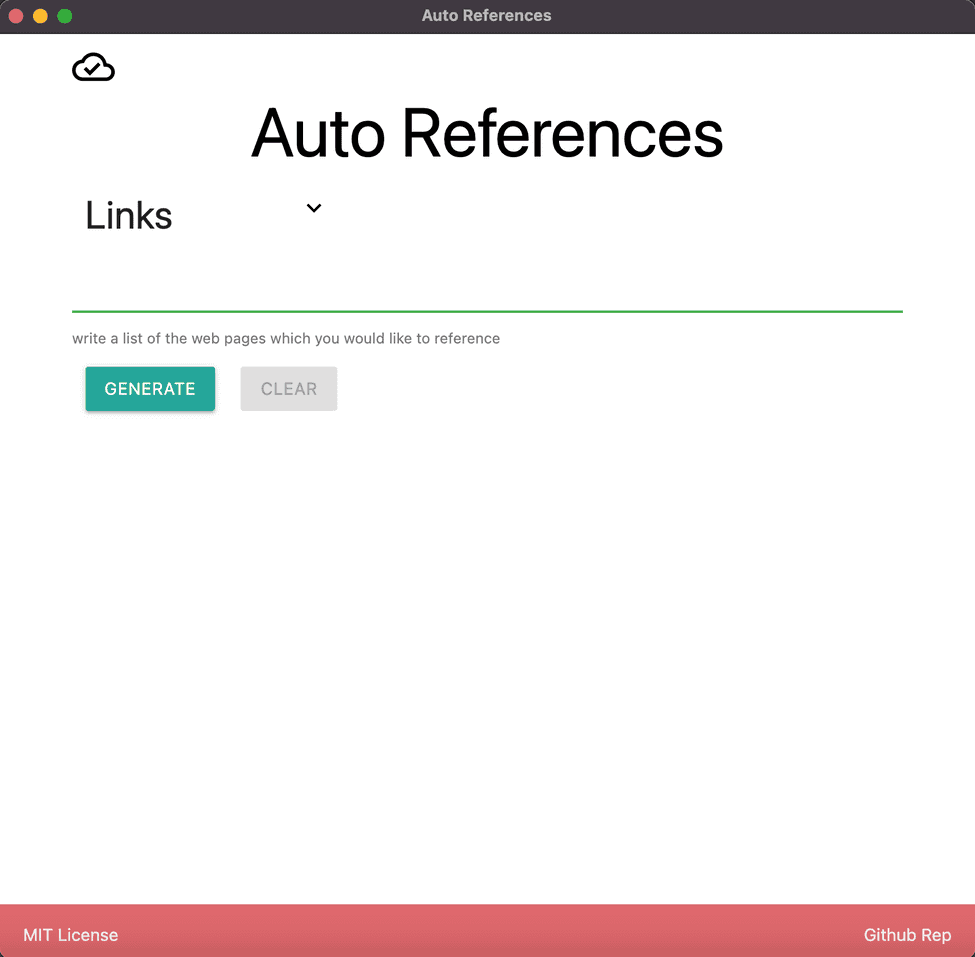 Auto References
Auto References
Links
write a list of the web pages which you would like to reference
GENERATE CLEAR
MIT License Github Rep